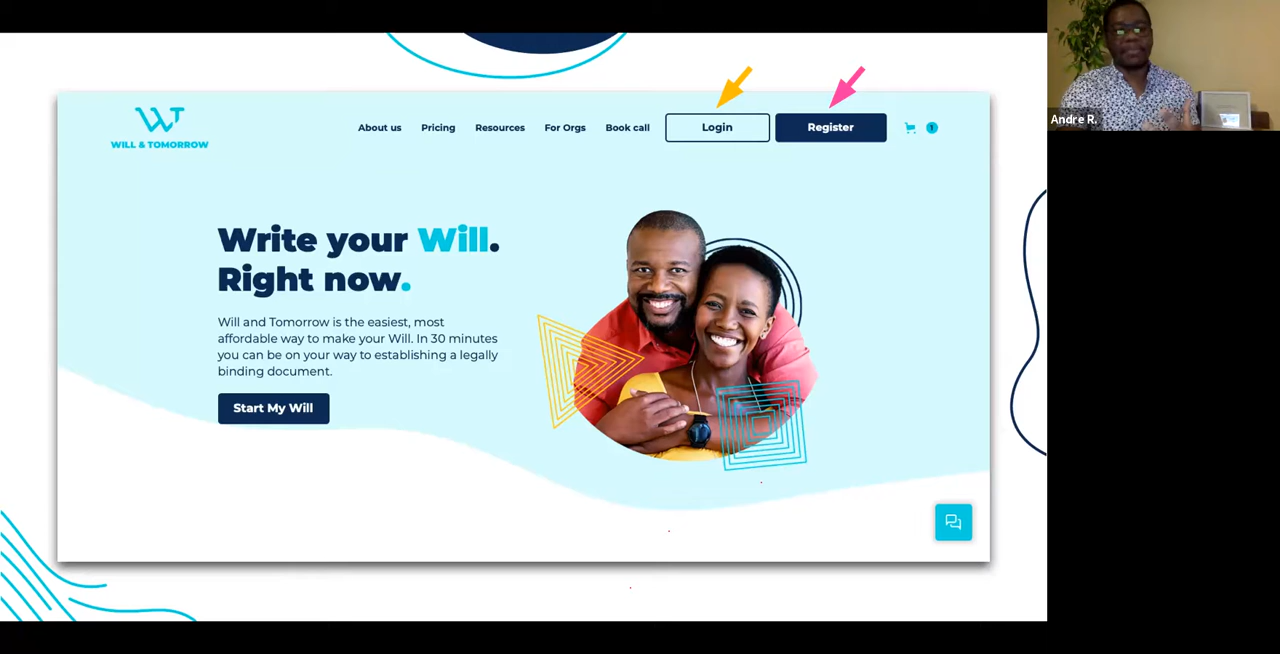 WT
WILL & TOMORROW
About us
Pricing
Resources
For Orgs
Book call
Login
Register
1
Write your Will.
Right now.
Will and Tomorrow is the easiest, most
affordable way to make your Will. In 30 minutes
you can be on your way to establishing a legally
binding document.
Start My Will
Andre R.